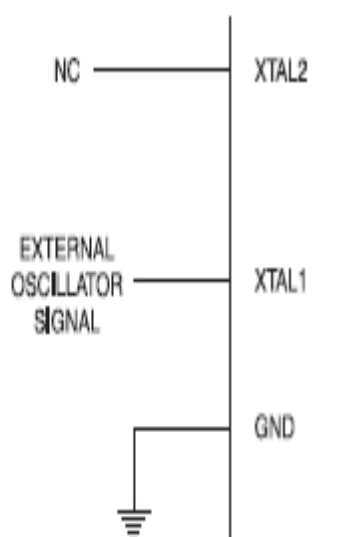 NC
XTAL2
EXTERNAL
OSCILLATOR
SIGNAL
XTAL1
GND